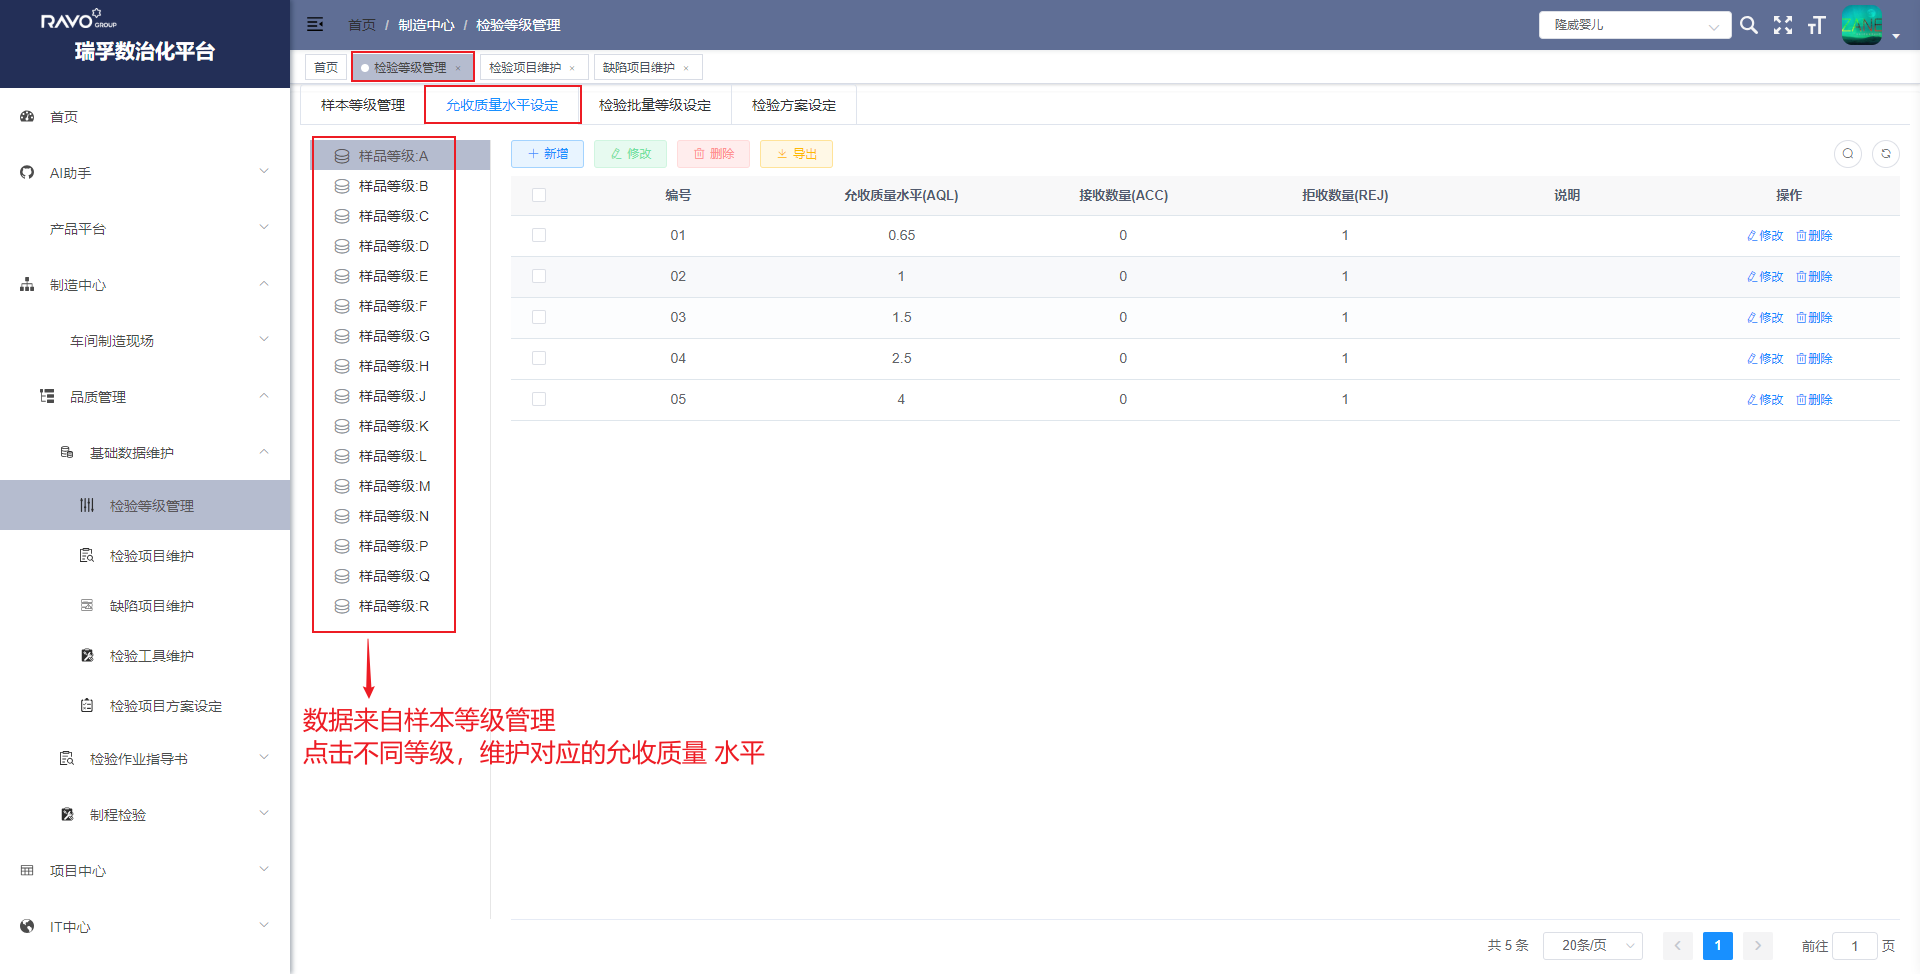 RAVO GROUP
瑞孚数治化平台
首页
AI助手
产品平台
制造中心
车间制造现场
品质管理
基础数据维护
检验等级管理
检验项目维护
缺陷项目维护
检验工具维护
检验项目方案设定
检验作业指导书
制程检验
项目中心
IT中心
首页 / 制造中心 / 检验等级管理
隆威婴儿
ZANE
首页 检验等级管理 × 检验项目维护 × 缺陷项目维护 ×
样本等级管理 允收质量水平设定 检验批量等级设定 检验方案设定
样品等级:A
样品等级:B
样品等级:C
样品等级:D
样品等级:E
样品等级:F
样品等级:G
样品等级:H
样品等级:J
样品等级:K
样品等级:L
样品等级:M
样品等级:N
样品等级:P
样品等级:Q
样品等级:R
数据来自样本等级管理
点击不同等级，维护对应的允收质量 水平
新增 修改 删除 导出
编号 允收质量水平(AQL) 接收数量(ACC) 拒收数量(REJ) 说明 操作
01 0.65 0 1 修改 删除
02 1 0 1 修改 删除
03 1.5 0 1 修改 删除
04 2.5 0 1 修改 删除
05 4 0 1 修改 删除
共 5 条 20条/页 1 前往 1 页